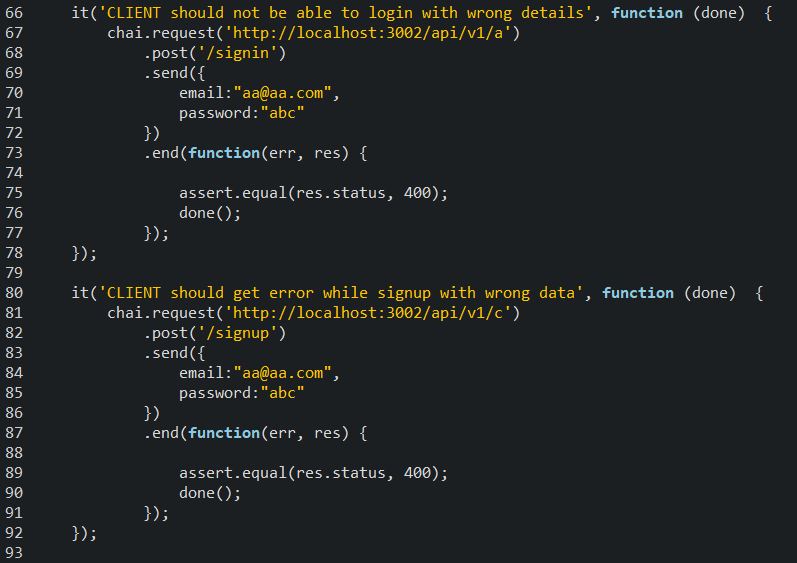 66 it('CLIENT should not be able to login with wrong details', function (done) {
67 chai.request('http://localhost:3002/api/v1/a')
68 .post('/signin')
69 .send({
70 email:"aa@aa.com",
71 password:"abc"
72 })
73 .end(function(err, res) {
74
75 assert.equal(res.status, 400);
76 done();
77 });
78 });
79
80 it('CLIENT should get error while signup with wrong data', function (done) {
81 chai.request('http://localhost:3002/api/v1/c')
82 .post('/signup')
83 .send({
84 email:"aa@aa.com",
85 password:"abc"
86 })
87 .end(function(err, res) {
88
89 assert.equal(res.status, 400);
90 done();
91 });
92 });
93